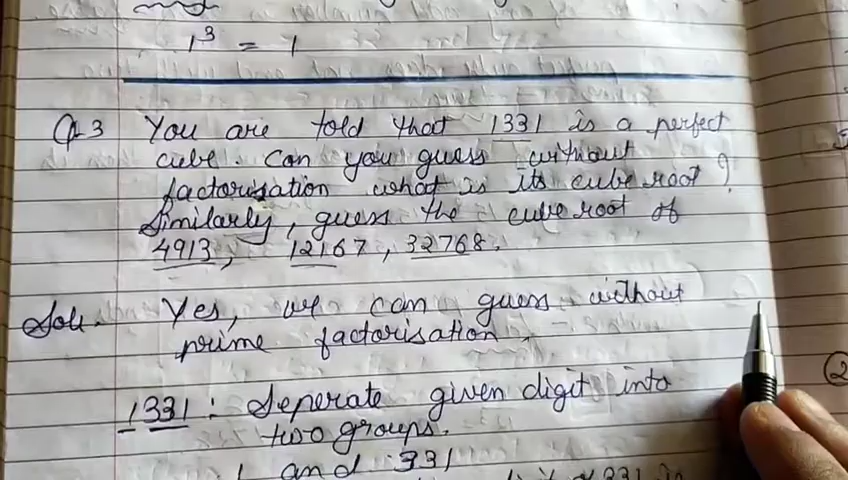 1³ = 1
Q.3 You are told that 1331 is a perfect
cube. Can you guess without
factorisation what is its cube root?
Similarly, guess the cube root of
4913, 12167, 32768.
Sol. Yes, we can guess without
prime factorisation.
1331 : Seperate given digit into
two groups.
1 and 331